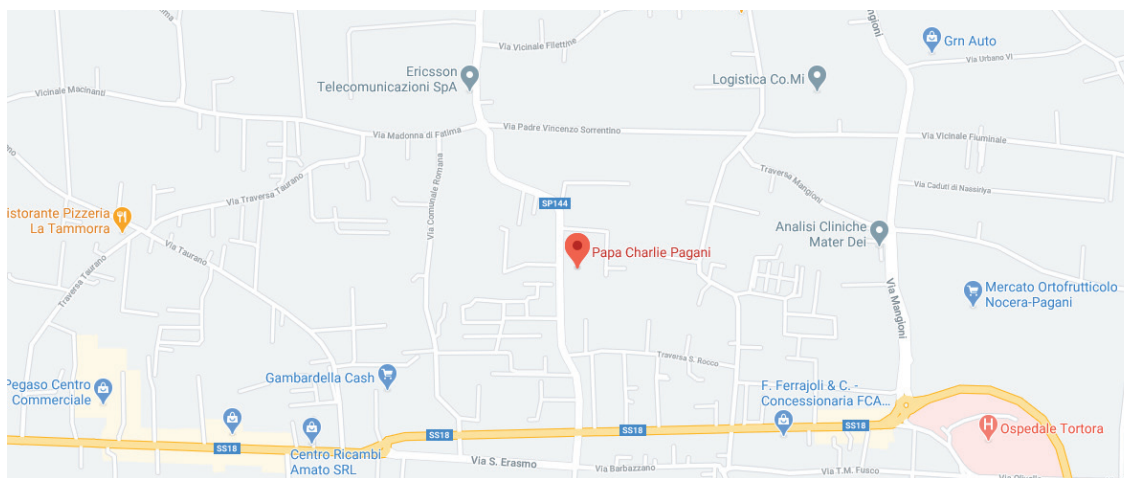 Via Vicinale Filettine
Grn Auto
Via Urbano VI
Ericsson
Telecomunicazioni SpA
Logistica Co.Mi
Mangioni
Vicinale Macinanti
Via Madonna di Fatima
Via Padre Vincenzo Sorrentino
Via Vicinale Fiuminale
Via Comunale Romana
Traversa Mangioni
Via Caduti di Nassiriya
Via Traversa Taurano
SP144
istorante Pizzeria
La Tammorra
Via Taurano
Traversa Taurano
Papa Charlie Pagani
Analisi Cliniche
Mater Dei
Via Mangioni
Mercato Ortofrutticolo
Nocera-Pagani
Traversa S. Rocco
Pegaso Centro
Commerciale
Gambardella Cash
F. Ferrajoli & C. -
Concessionaria FCA...
SS18
SS18
SS18
SS18
Ospedale Tortora
Centro Ricambi
Amato SRL
Via S. Erasmo
Via Barbazzano
Via T.M. Fusco
H